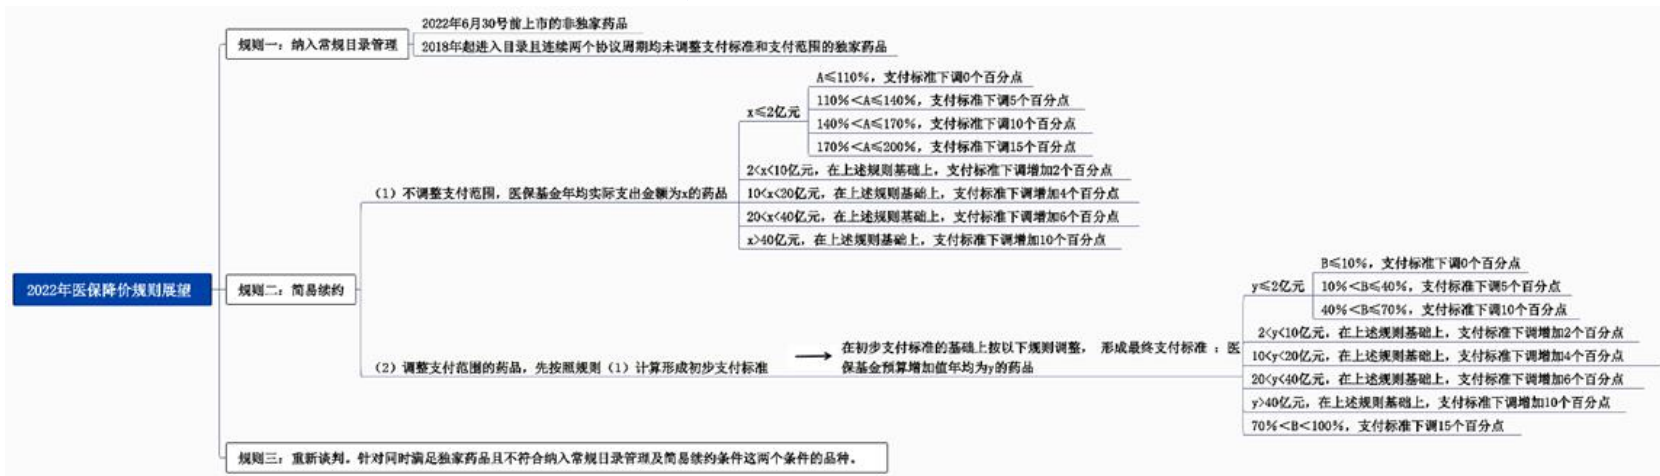 2022年医保降价规则展望
规则一：纳入常规目录管理
2022年6月30号前上市的非独家药品
2018年起进入目录且连续两个协议周期均未调整支付标准和支付范围的独家药品
规则二：简易续约
（1）不调整支付范围，医保基金年均实际支出金额为x的药品
x≤2亿元
A≤110%，支付标准下调0个百分点
110%<A≤140%，支付标准下调5个百分点
140%<A≤170%，支付标准下调10个百分点
170%<A≤200%，支付标准下调15个百分点
2<x<10亿元，在上述规则基础上，支付标准下调增加2个百分点
10<x<20亿元，在上述规则基础上，支付标准下调增加4个百分点
20<x<40亿元，在上述规则基础上，支付标准下调增加6个百分点
x>40亿元，在上述规则基础上，支付标准下调增加10个百分点
（2）调整支付范围的药品，先按照规则（1）计算形成初步支付标准
在初步支付标准的基础上按以下规则调整， 形成最终支付标准 ：医
保基金预算增加值年均为y的药品
y≤2亿元
B≤10%，支付标准下调0个百分点
10%<B≤40%，支付标准下调5个百分点
40%<B≤70%，支付标准下调10个百分点
2<y<10亿元，在上述规则基础上，支付标准下调增加2个百分点
10<y<20亿元，在上述规则基础上，支付标准下调增加4个百分点
20<y<40亿元，在上述规则基础上，支付标准下调增加6个百分点
y>40亿元，在上述规则基础上，支付标准下调增加10个百分点
70%<B<100%，支付标准下调15个百分点
规则三：重新谈判。针对同时满足独家药品且不符合纳入常规目录管理及简易续约条件这两个条件的品种。